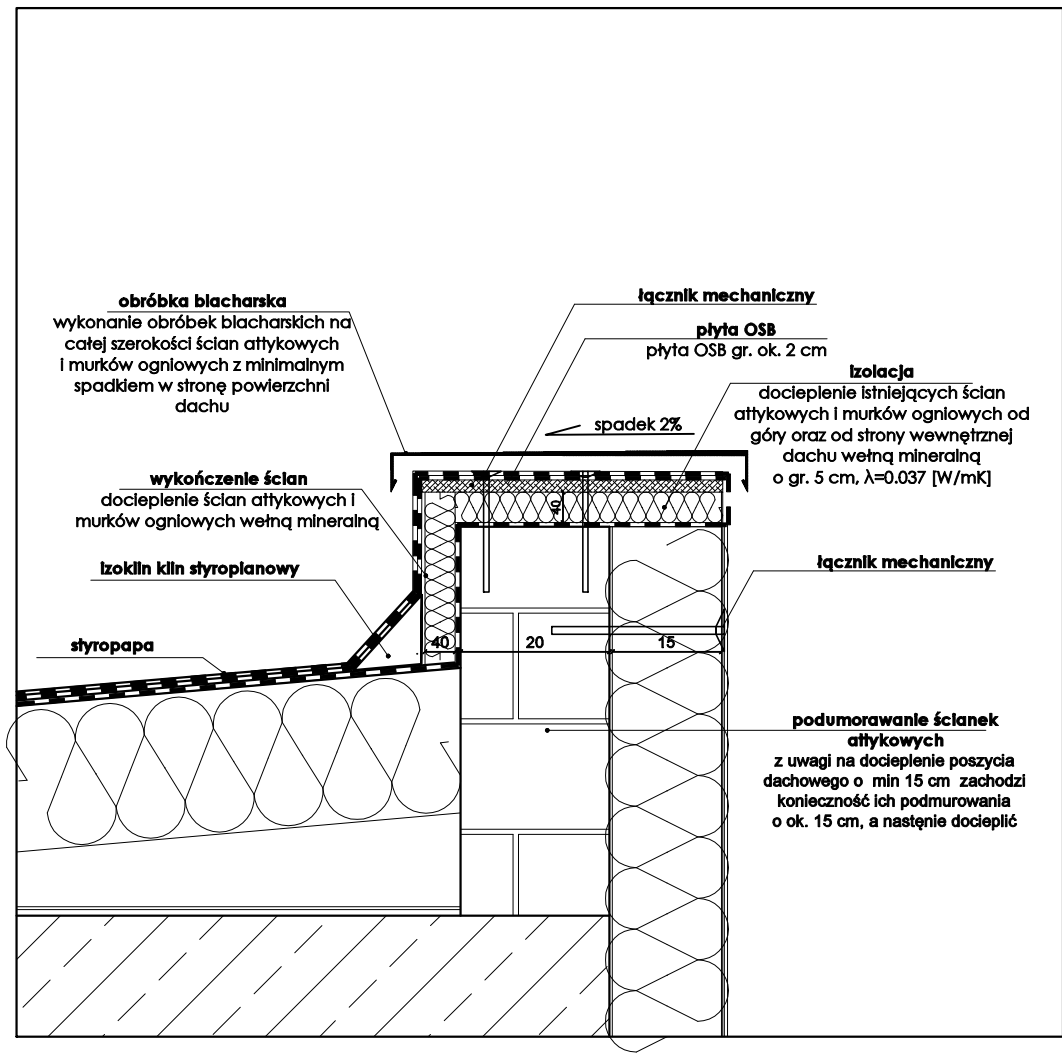 obróbka blacharska
wykonanie obróbek blacharskich na
całej szerokości ścian attykowych
i murków ogniowych z minimalnym
spadkiem w stronę powierzchni
dachu
łącznik mechaniczny
płyta OSB
płyta OSB gr. ok. 2 cm
izolacja
docieplenie istniejących ścian
attykowych i murków ogniowych od
góry oraz od strony wewnętrznej
dachu wełną mineralną
o gr. 5 cm, λ=0.037 [W/mK]
spadek 2%
wykończenie ścian
docieplenie ścian attykowych i
murków ogniowych wełną mineralną
40
izoklin klin styropianowy
łącznik mechaniczny
styropapa
40
20
15
podumorawanie ścianek
attykowych
z uwagi na docieplenie poszycia
dachowego o min 15 cm zachodzi
konieczność ich podmurowania
o ok. 15 cm, a nastęnie docieplić